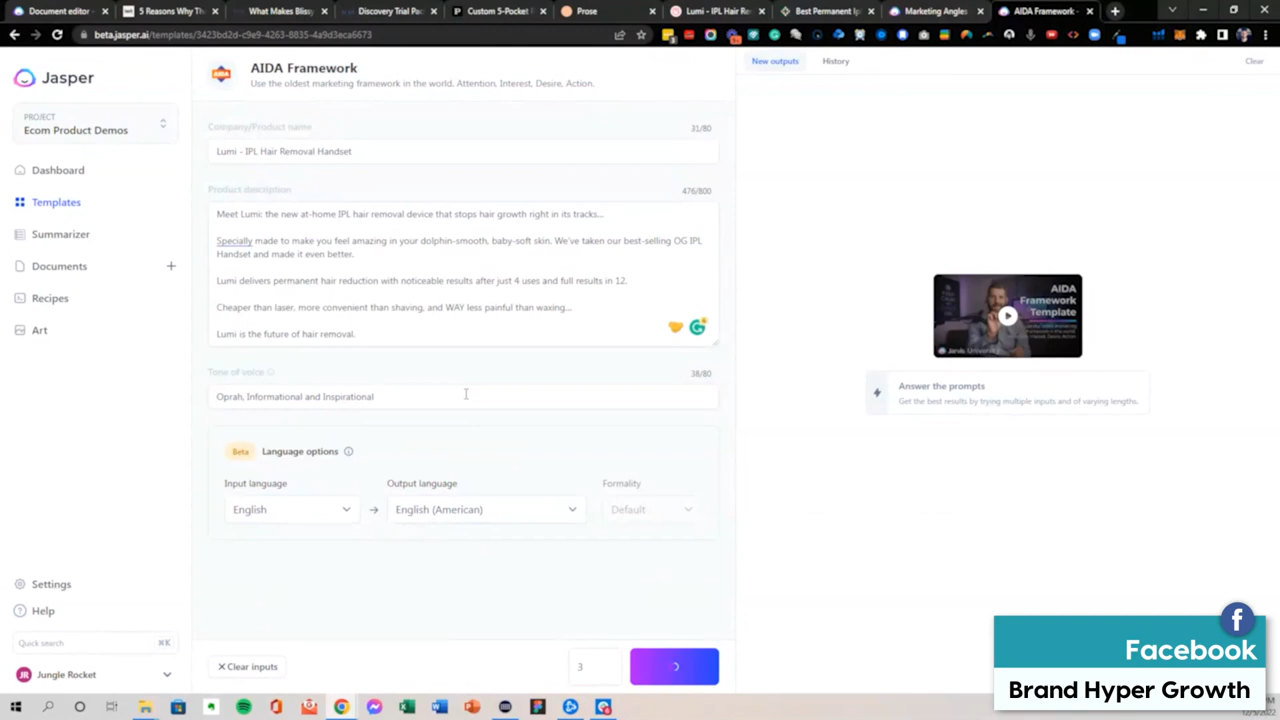 Document editor
5 Reasons Why Th
What Makes Blissy
Discovery Trial Pac
Custom 5-Pocket F
Prose
Lumi - IPL Hair Re
Best Permanent Ip
Marketing Angles
AIDA Framework -
beta.jasper.ai/templates/3423bd2d-c9e9-4263-8835-4a9d3eca6673
Jasper
PROJECT
Ecom Product Demos
Dashboard
Templates
Summarizer
Documents
Recipes
Art
Settings
Help
Quick search
⌘K
JR
Jungle Rocket
AIDA
AIDA Framework
Use the oldest marketing framework in the world. Attention, Interest, Desire, Action.
Company/Product name
31/80
Lumi - IPL Hair Removal Handset
Product description
476/800
Meet Lumi: the new at-home IPL hair removal device that stops hair growth right in its tracks...
Specially made to make you feel amazing in your dolphin-smooth, baby-soft skin. We've taken our best-selling OG IPL
Handset and made it even better.
Lumi delivers permanent hair reduction with noticeable results after just 4 uses and full results in 12.
Cheaper than laser, more convenient than shaving, and WAY less painful than waxing...
Lumi is the future of hair removal.
Tone of voice
38/80
Oprah, Informational and Inspirational
Beta
Language options
Input language
Output language
Formality
English
English (American)
Default
Clear inputs
3
New outputs
History
Clear
AIDA
Framework
Template
Jarvis University
Answer the prompts
Get the best results by trying multiple inputs and of varying lengths.
Facebook
Brand Hyper Growth
12/5/2022